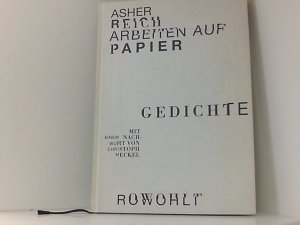 ASHER
REICH
ARBEITEN AUF
PAPIER
GEDICHTE
MIT
EINEM NACH-
WORT VON
CHRISTOPH
MECKEL
ROWOHLT